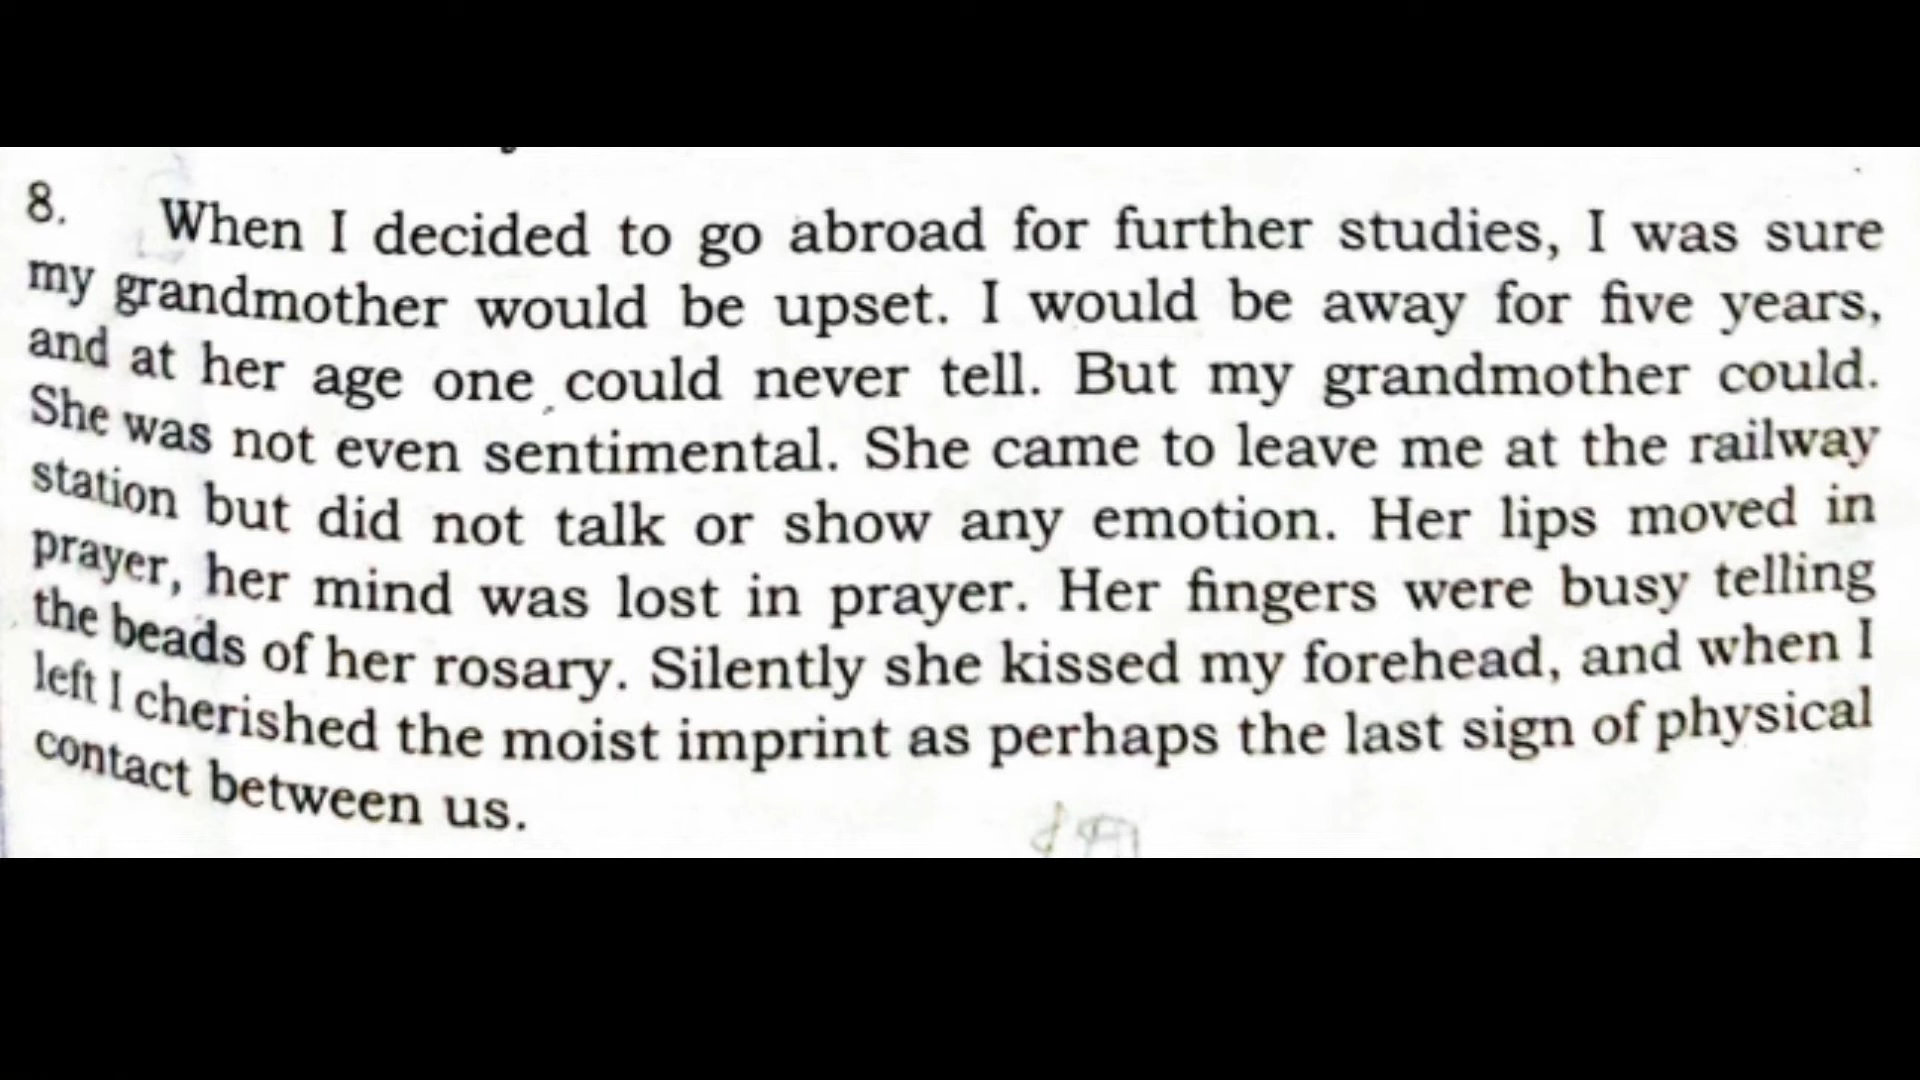 8. When I decided to go abroad for further studies, I was sure
my grandmother would be upset. I would be away for five years,
and at her age one could never tell. But my grandmother could.
She was not even sentimental. She came to leave me at the railway
station but did not talk or show any emotion. Her lips moved in
prayer, her mind was lost in prayer. Her fingers were busy telling
the beads of her rosary. Silently she kissed my forehead, and when I
left I cherished the moist imprint as perhaps the last sign of physical
contact between us.